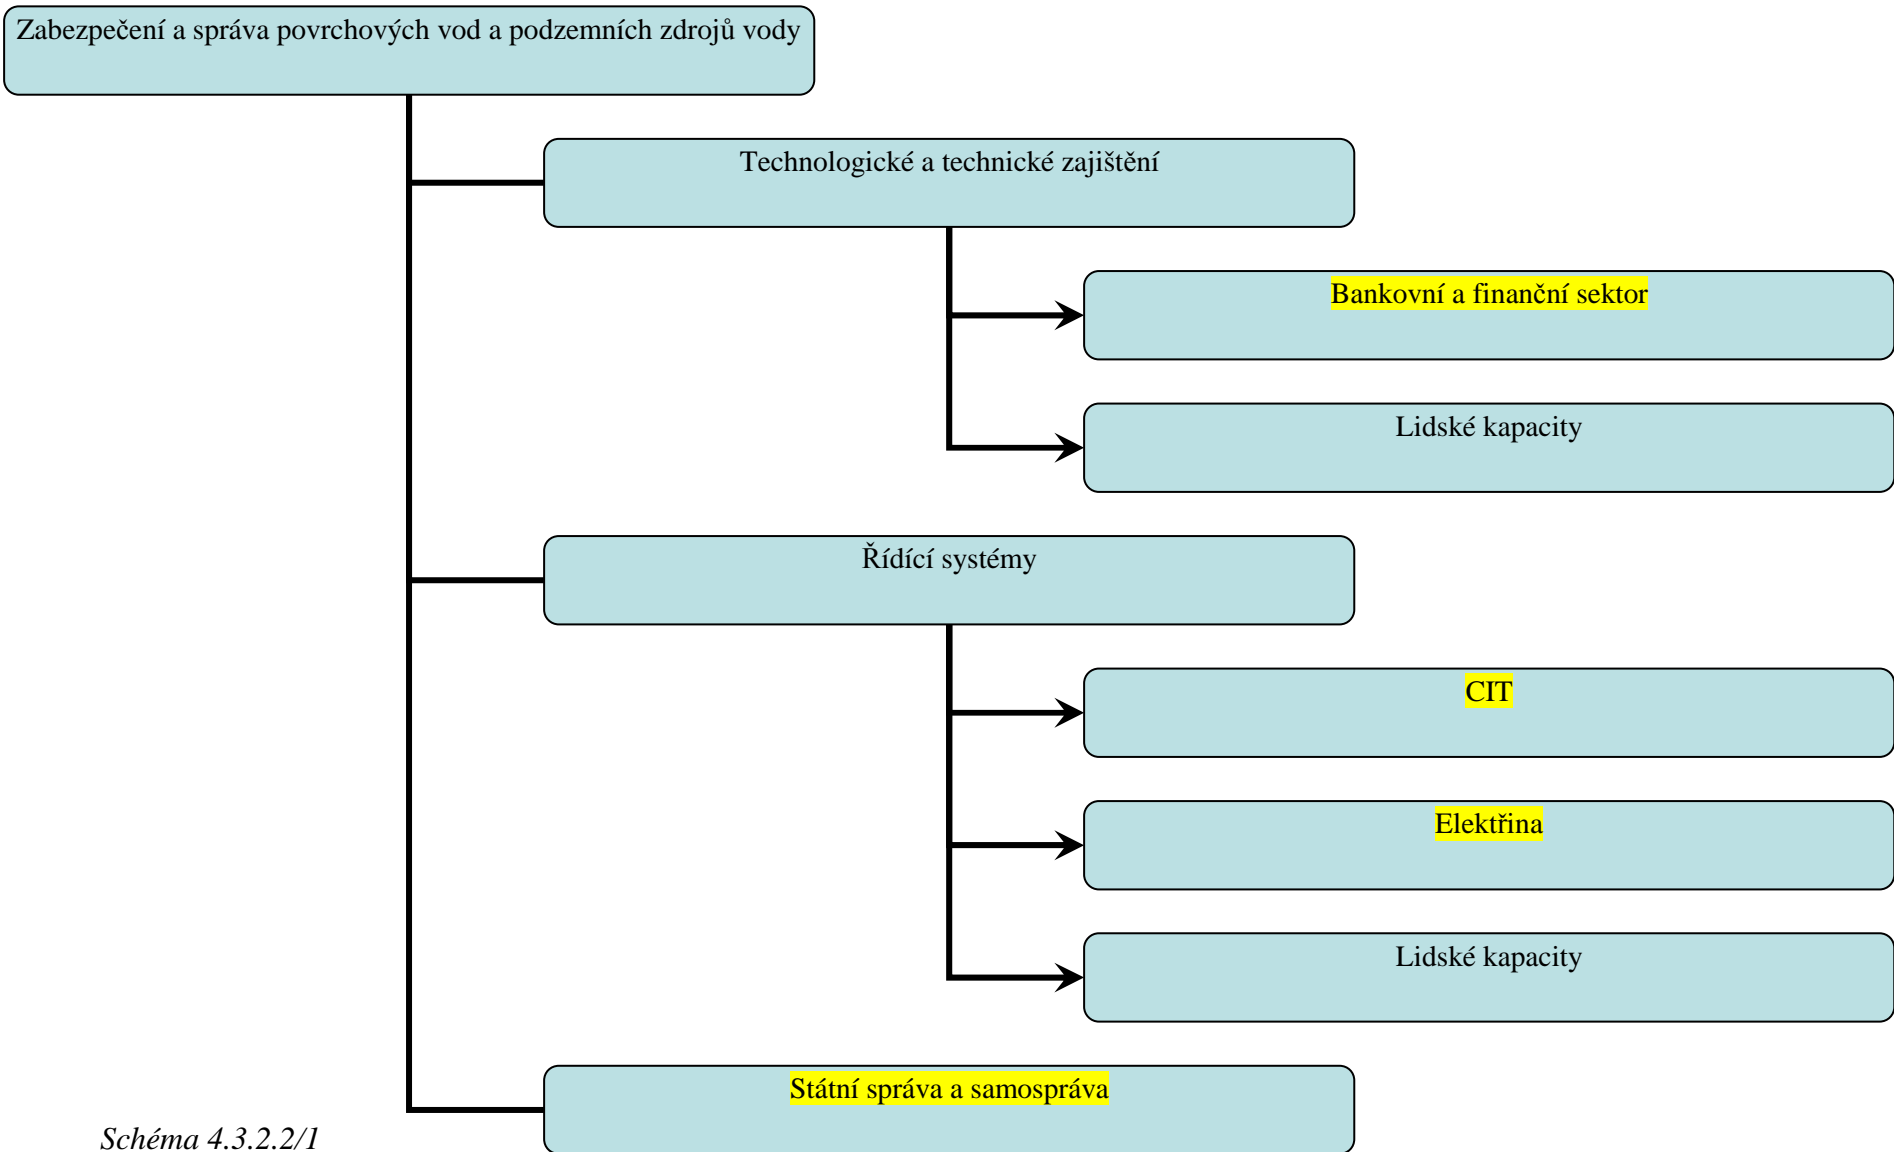 Zabezpečení a správa povrchových vod a podzemních zdrojů vody
Technologické a technické zajištění
Bankovní a finanční sektor
Lidské kapacity
Řídící systémy
CIT
Elektřina
Lidské kapacity
Státní správa a samospráva
Schéma 4.3.2.2/1